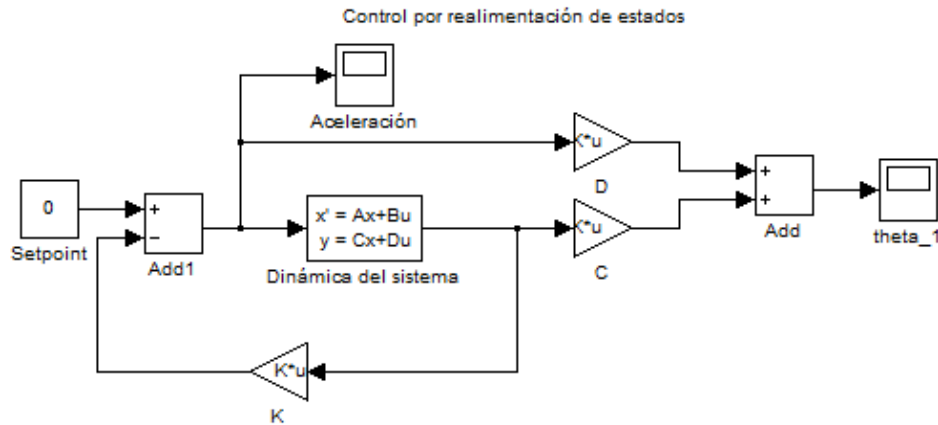 Control por realimentación de estados
Aceleración
K*u
D
+
+
Add
theta_1
0
Setpoint
+
−
Add1
x' = Ax+Bu
y = Cx+Du
Dinámica del sistema
K*u
C
K*u
K